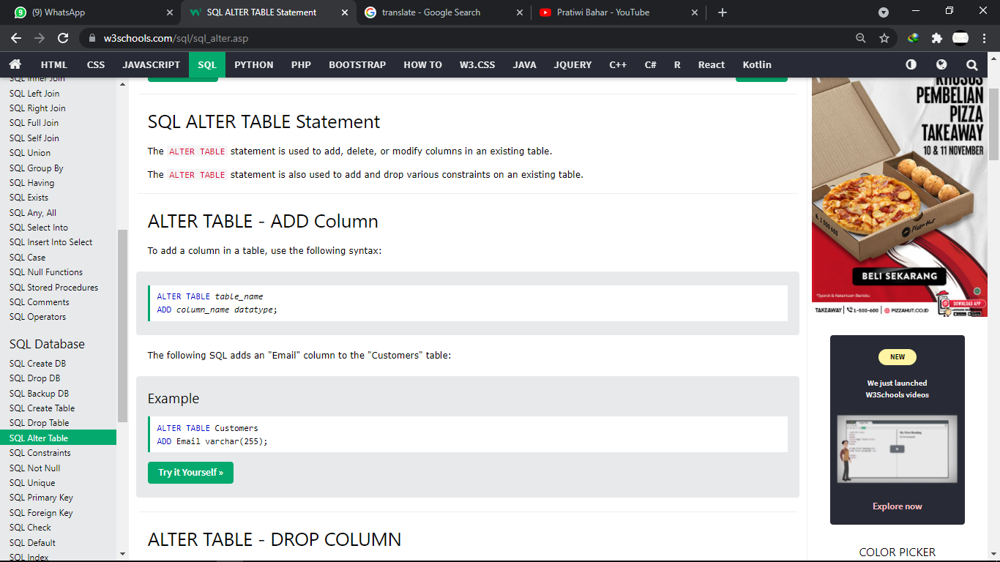 (9) WhatsApp
SQL ALTER TABLE Statement
translate - Google Search
Pratiwi Bahar - YouTube
w3schools.com/sql/sql_alter.asp
HTML CSS JAVASCRIPT SQL PYTHON PHP BOOTSTRAP HOW TO W3.CSS JAVA JQUERY C++ C# R React Kotlin
SQL Inner Join
SQL Left Join
SQL Right Join
SQL Full Join
SQL Self Join
SQL Union
SQL Group By
SQL Having
SQL Exists
SQL Any, All
SQL Select Into
SQL Insert Into Select
SQL Case
SQL Null Functions
SQL Stored Procedures
SQL Comments
SQL Operators
SQL Database
SQL Create DB
SQL Drop DB
SQL Backup DB
SQL Create Table
SQL Drop Table
SQL Alter Table
SQL Constraints
SQL Not Null
SQL Unique
SQL Primary Key
SQL Foreign Key
SQL Check
SQL Default
SQL Index
SQL ALTER TABLE Statement
The ALTER TABLE statement is used to add, delete, or modify columns in an existing table.
The ALTER TABLE statement is also used to add and drop various constraints on an existing table.
ALTER TABLE - ADD Column
To add a column in a table, use the following syntax:
ALTER TABLE table_name
ADD column_name datatype;
The following SQL adds an "Email" column to the "Customers" table:
Example
ALTER TABLE Customers
ADD Email varchar(255);
Try it Yourself »
ALTER TABLE - DROP COLUMN
KHUSUS
PEMBELIAN
PIZZA
TAKEAWAY
10 & 11 NOVEMBER
1 500 600
Pizza Hut
BELI SEKARANG
*Syarat & Ketentuan Berlaku
DOWNLOAD APP
TAKEAWAY 1-500-600 PIZZAHUT.CO.ID
NEW
We just launched
W3Schools videos
Explore now
COLOR PICKER